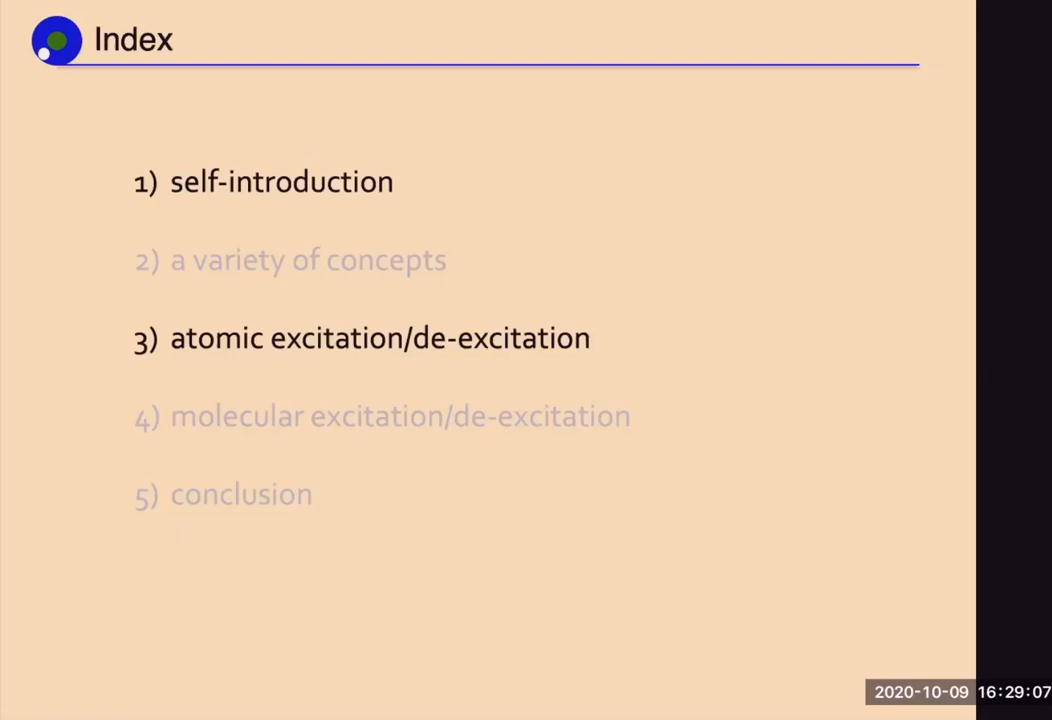 Index
1) self-introduction
2) a variety of concepts
3) atomic excitation/de-excitation
4) molecular excitation/de-excitation
5) conclusion
2020-10-09 16:29:07